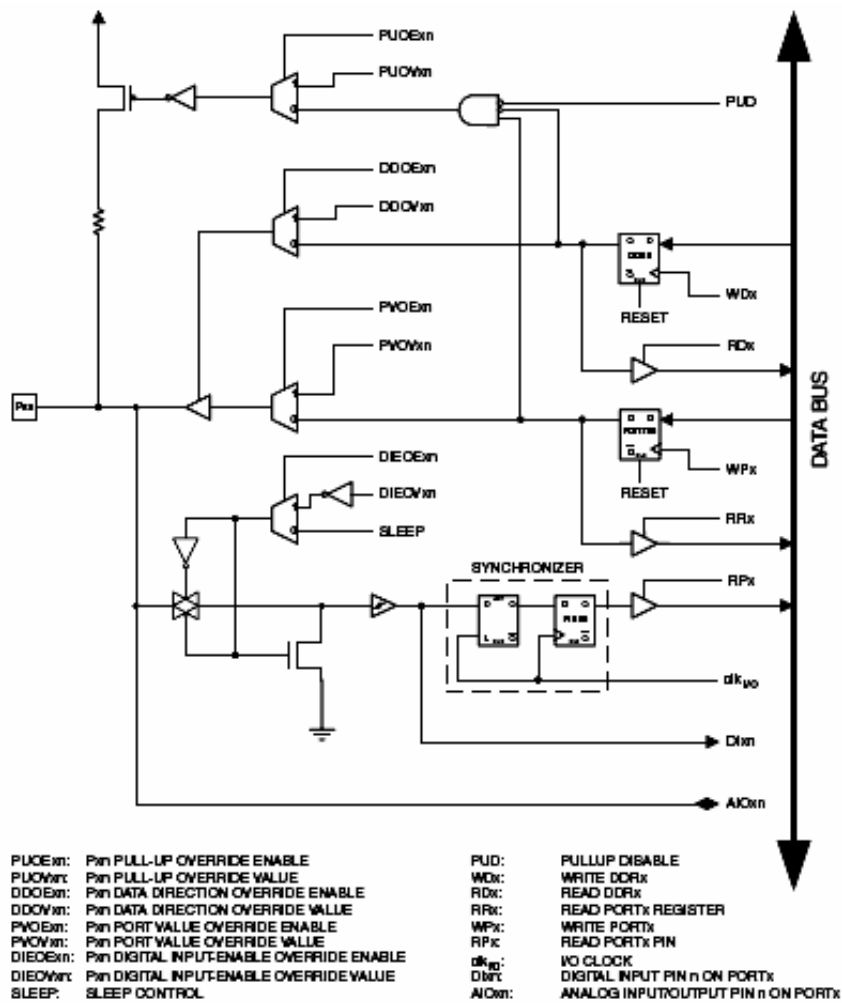 PUOExn
PUOVxn
PUD
DDOExn
DDOVxn
WDx
RESET
RDx
PVOExn
PVOVxn
Pxn
WPx
RESET
DATA BUS
DIEOExn
DIEOVxn
SLEEP
RRx
SYNCHRONIZER
RPx
clk I/O
DIxn
AIOxn
PUOExn: Pxn PULL-UP OVERRIDE ENABLE
PUOVxn: Pxn PULL-UP OVERRIDE VALUE
DDOExn: Pxn DATA DIRECTION OVERRIDE ENABLE
DDOVxn: Pxn DATA DIRECTION OVERRIDE VALUE
PVOExn: Pxn PORT VALUE OVERRIDE ENABLE
PVOVxn: Pxn PORT VALUE OVERRIDE VALUE
DIEOExn: Pxn DIGITAL INPUT-ENABLE OVERRIDE ENABLE
DIEOVxn: Pxn DIGITAL INPUT-ENABLE OVERRIDE VALUE
SLEEP: SLEEP CONTROL
PUD: PULLUP DISABLE
WDx: WRITE DDRx
RDx: READ DDRx
RRx: READ PORTx REGISTER
WPx: WRITE PORTx
RPx: READ PORTx PIN
clk I/O: I/O CLOCK
DIxn: DIGITAL INPUT PIN n ON PORTx
AIOxn: ANALOG INPUT/OUTPUT PIN n ON PORTx